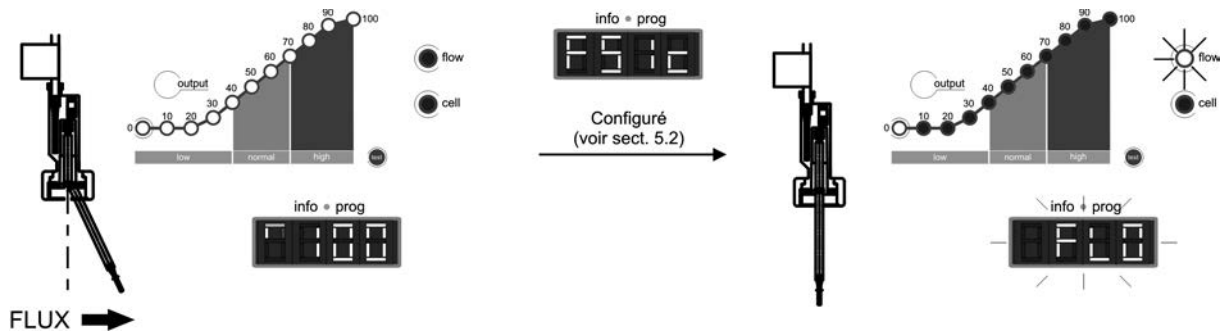 0
10
20
30
40
50
60
70
80
90
100
output
low
normal
high
flow
cell
test
info • prog
FLUX
info • prog
Configuré
(voir sect. 5.2)
0
10
20
30
40
50
60
70
80
90
100
output
low
normal
high
flow
cell
test
info • prog
FLO